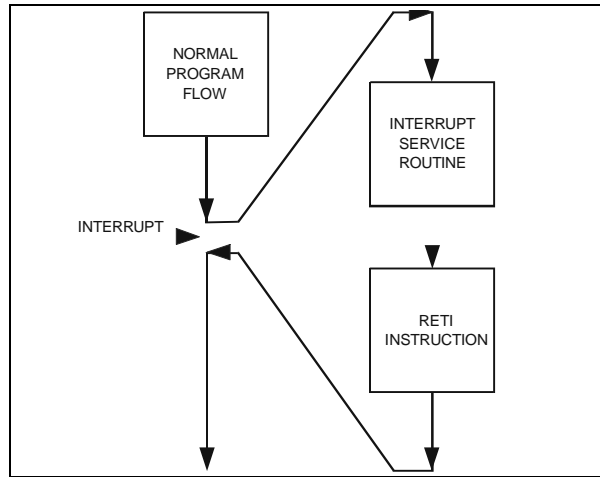 NORMAL
PROGRAM
FLOW
INTERRUPT
SERVICE
ROUTINE
INTERRUPT
RETI
INSTRUCTION